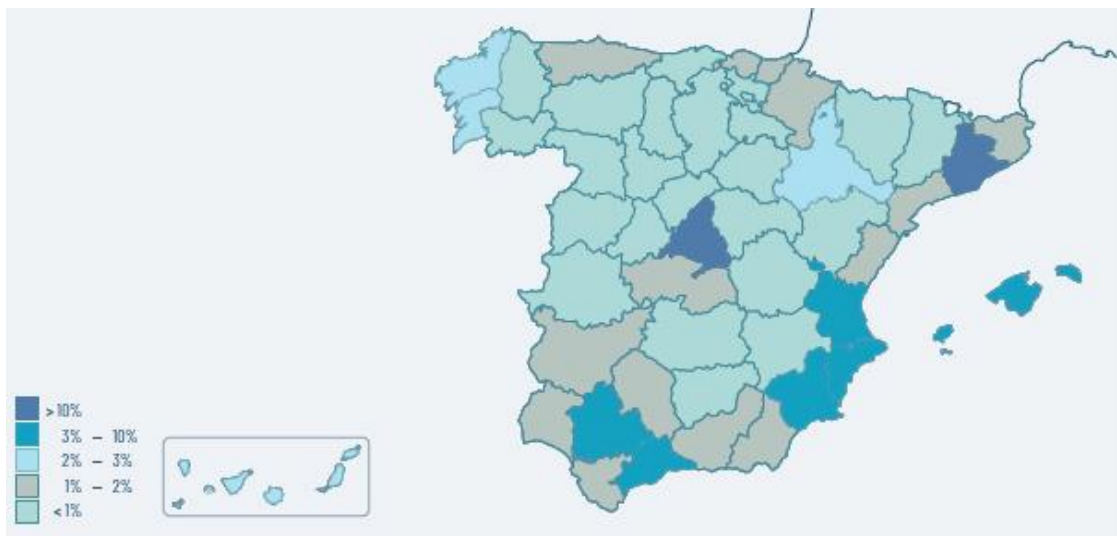 > 10%
3% – 10%
2% – 3%
1% – 2%
< 1%